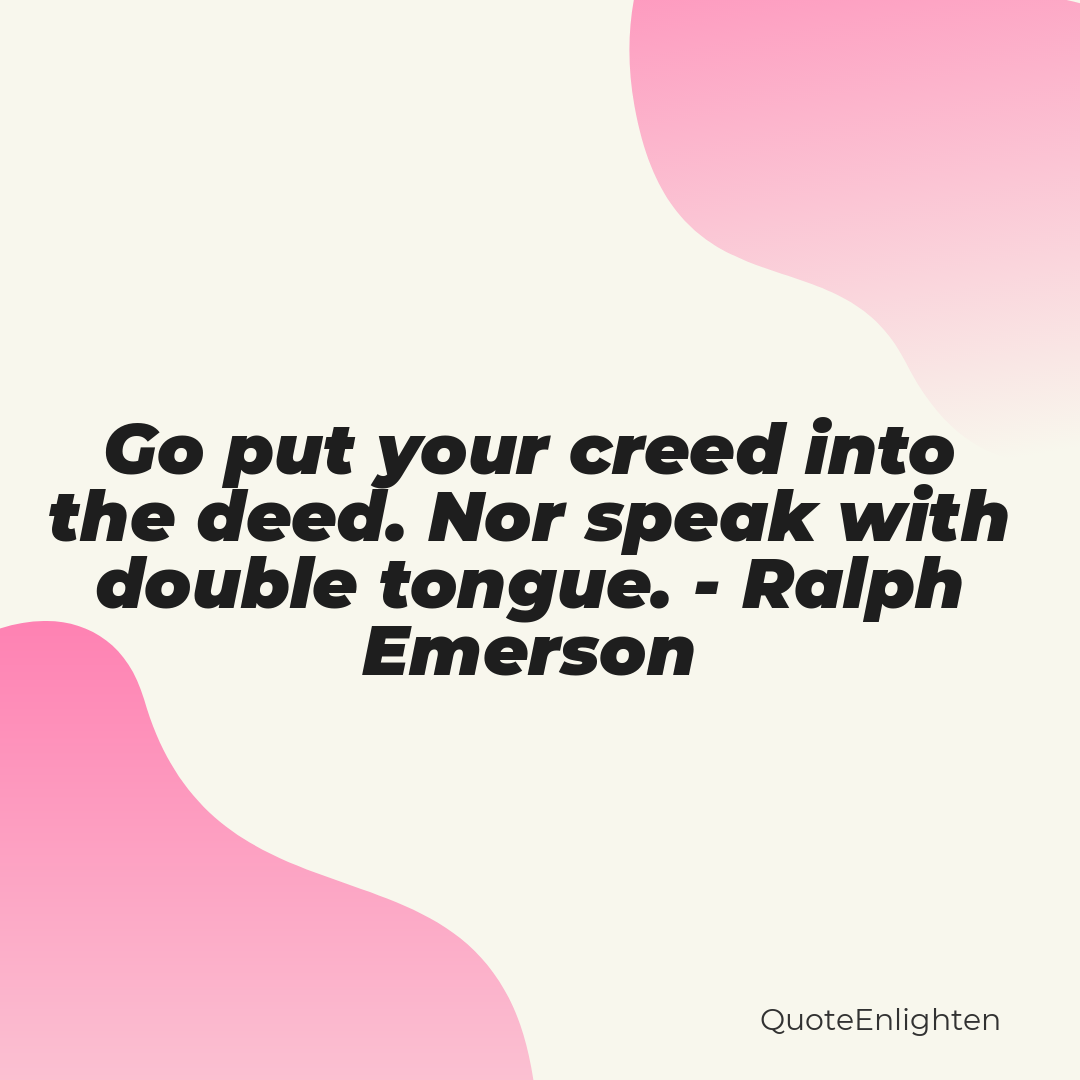 Go put your creed into
the deed. Nor speak with
double tongue. - Ralph
Emerson
QuoteEnlighten